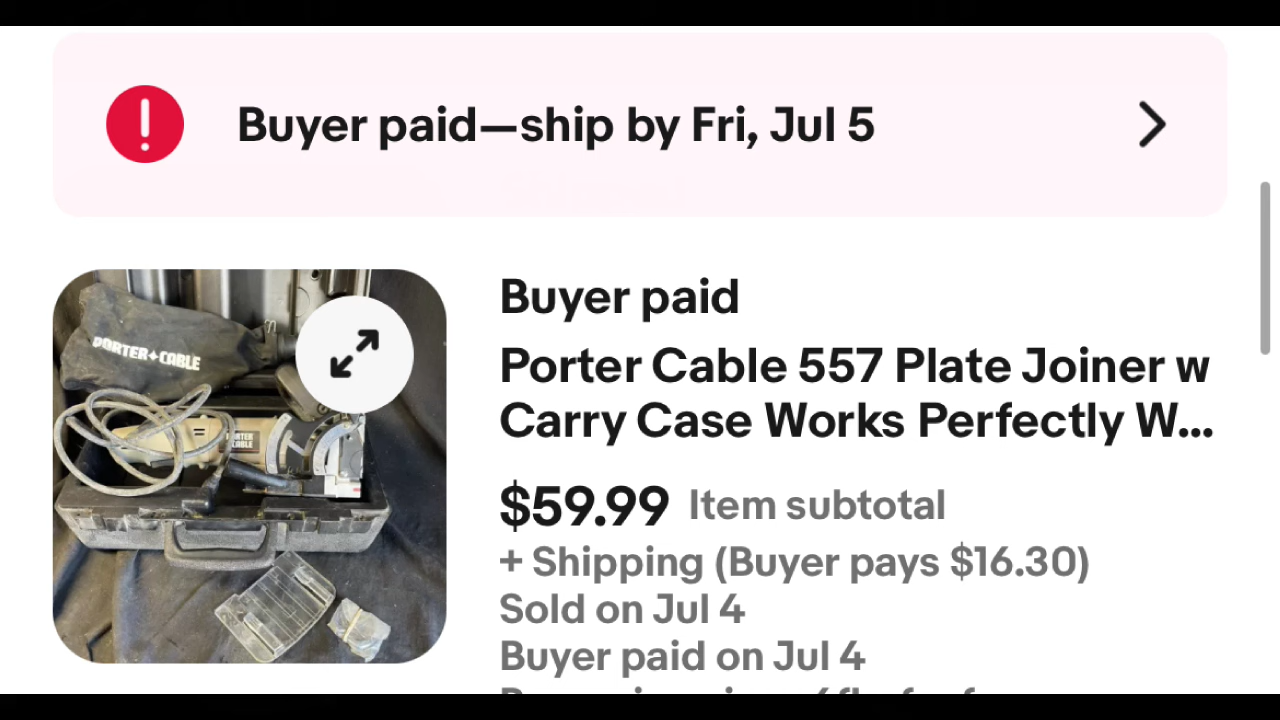 Buyer paid—ship by Fri, Jul 5
PORTER+CABLE
PORTER
CABLE
Buyer paid
Porter Cable 557 Plate Joiner w
Carry Case Works Perfectly W...
$59.99 Item subtotal
+ Shipping (Buyer pays $16.30)
Sold on Jul 4
Buyer paid on Jul 4